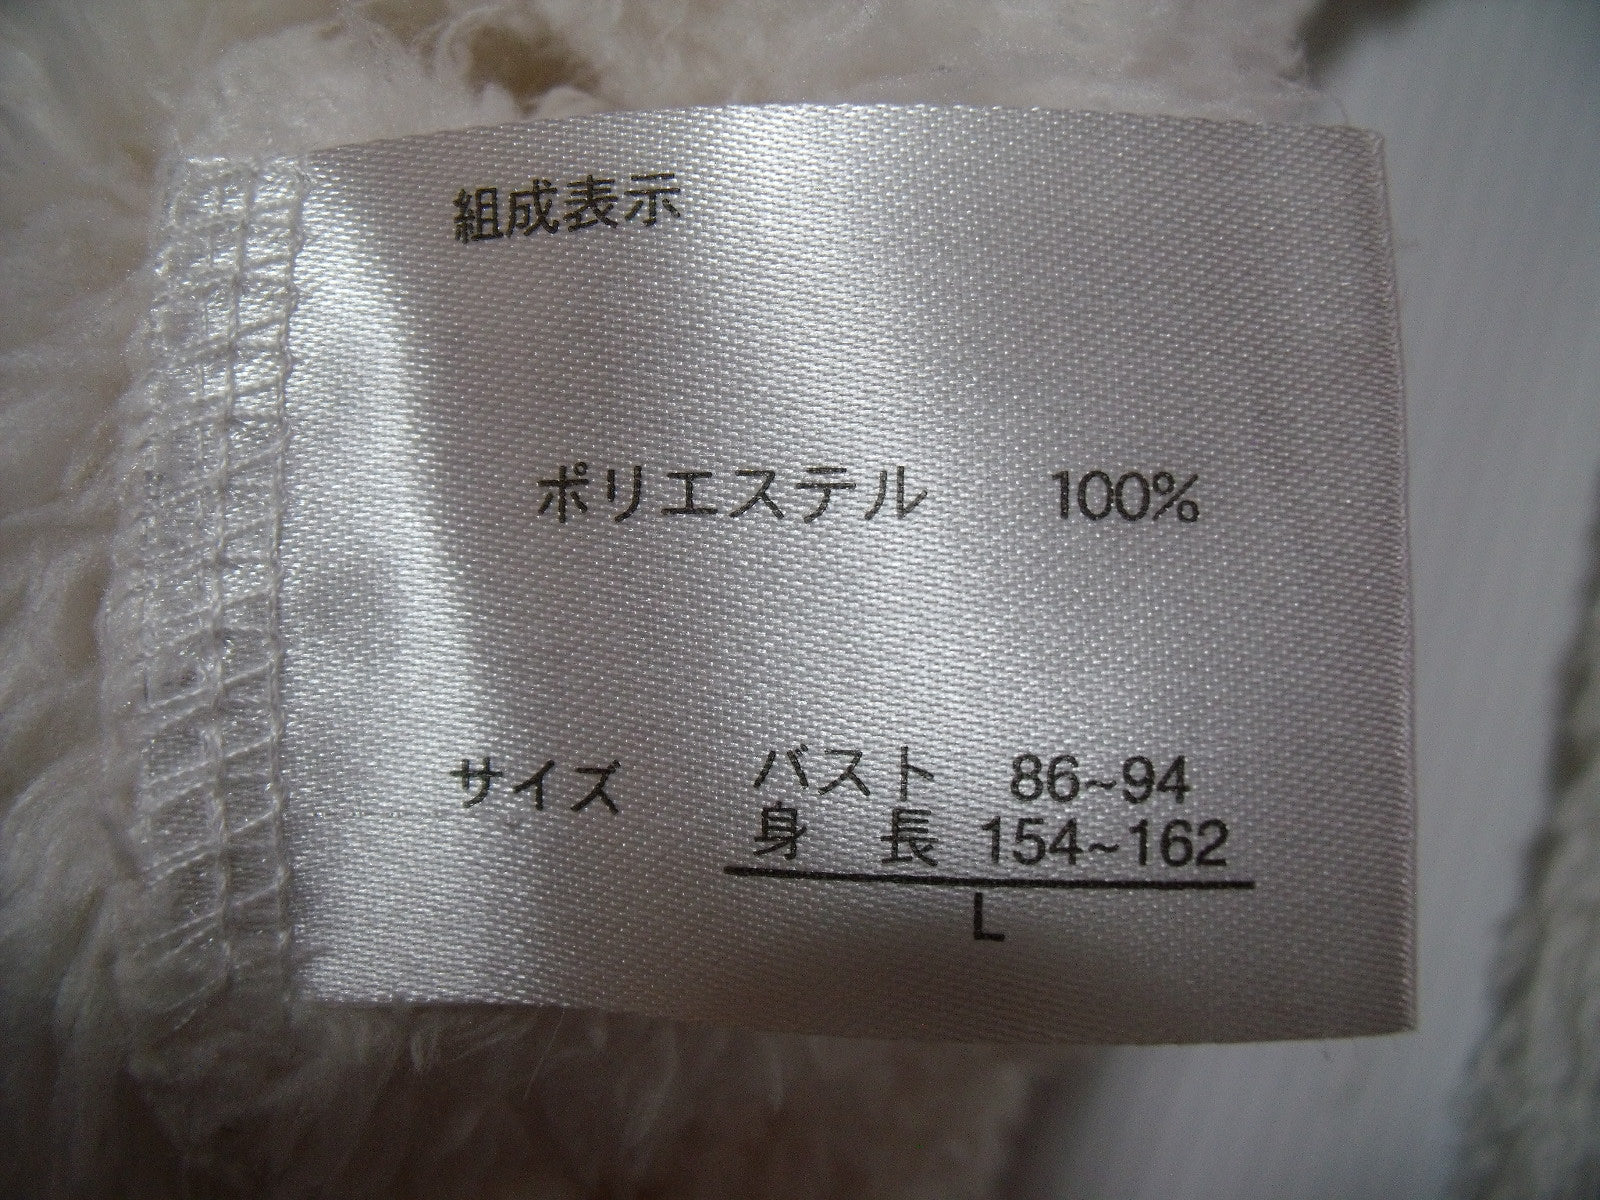 組成表示
ポリエステル 100%
サイズ バスト 86~94
身長 154~162
L